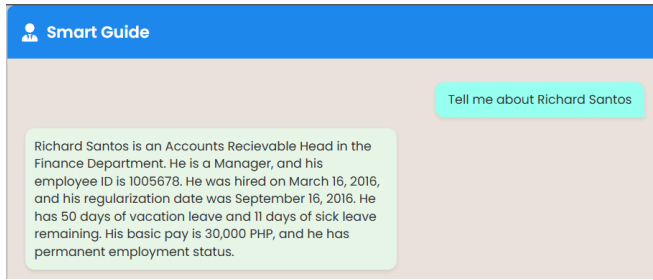 Smart Guide
Tell me about Richard Santos
Richard Santos is an Accounts Recievable Head in the
Finance Department. He is a Manager, and his
employee ID is 1005678. He was hired on March 16, 2016,
and his regularization date was September 16, 2016. He
has 50 days of vacation leave and 11 days of sick leave
remaining. His basic pay is 30,000 PHP, and he has
permanent employment status.